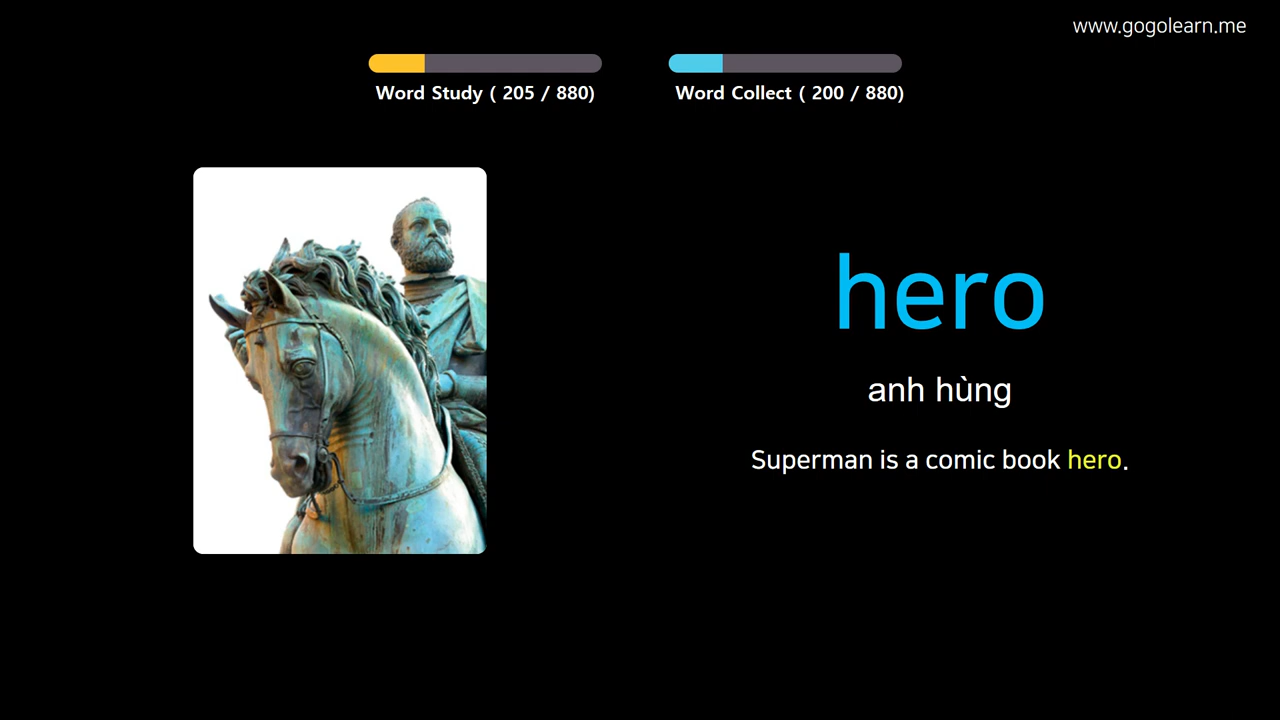 www.gogolearn.me
Word Study ( 205 / 880)
Word Collect ( 200 / 880)
hero
anh hùng
Superman is a comic book hero.